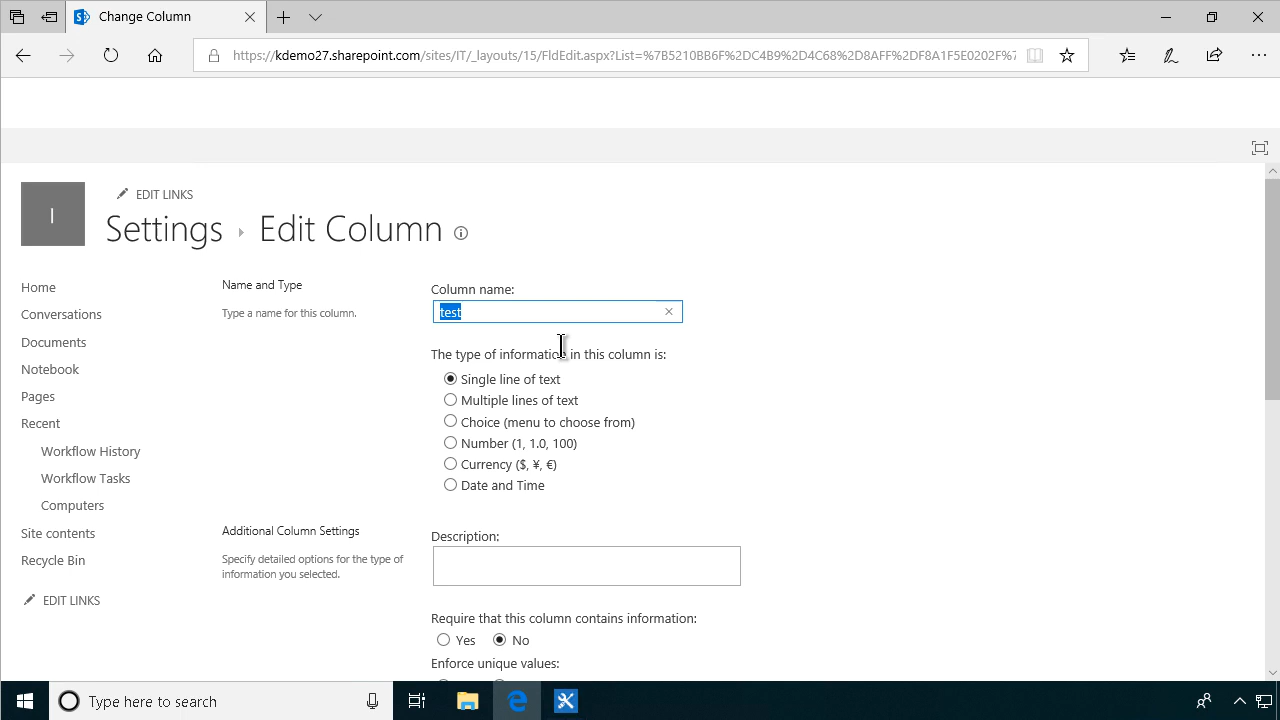 Change Column
https://kdemo27.sharepoint.com/sites/IT/_layouts/15/FldEdit.aspx?List=%7B5210BB6F%2DC4B9%2D4C68%2D8AFF%2DF8A1F5E0202F%7
EDIT LINKS
I
Settings Edit Column
Home
Conversations
Documents
Notebook
Pages
Recent
Workflow History
Workflow Tasks
Computers
Site contents
Recycle Bin
EDIT LINKS
Name and Type
Type a name for this column.
Column name:
test
The type of information in this column is:
Single line of text
Multiple lines of text
Choice (menu to choose from)
Number (1, 1.0, 100)
Currency ($, ¥, €)
Date and Time
Additional Column Settings
Specify detailed options for the type of
information you selected.
Description:
Require that this column contains information:
Yes No
Enforce unique values:
Type here to search